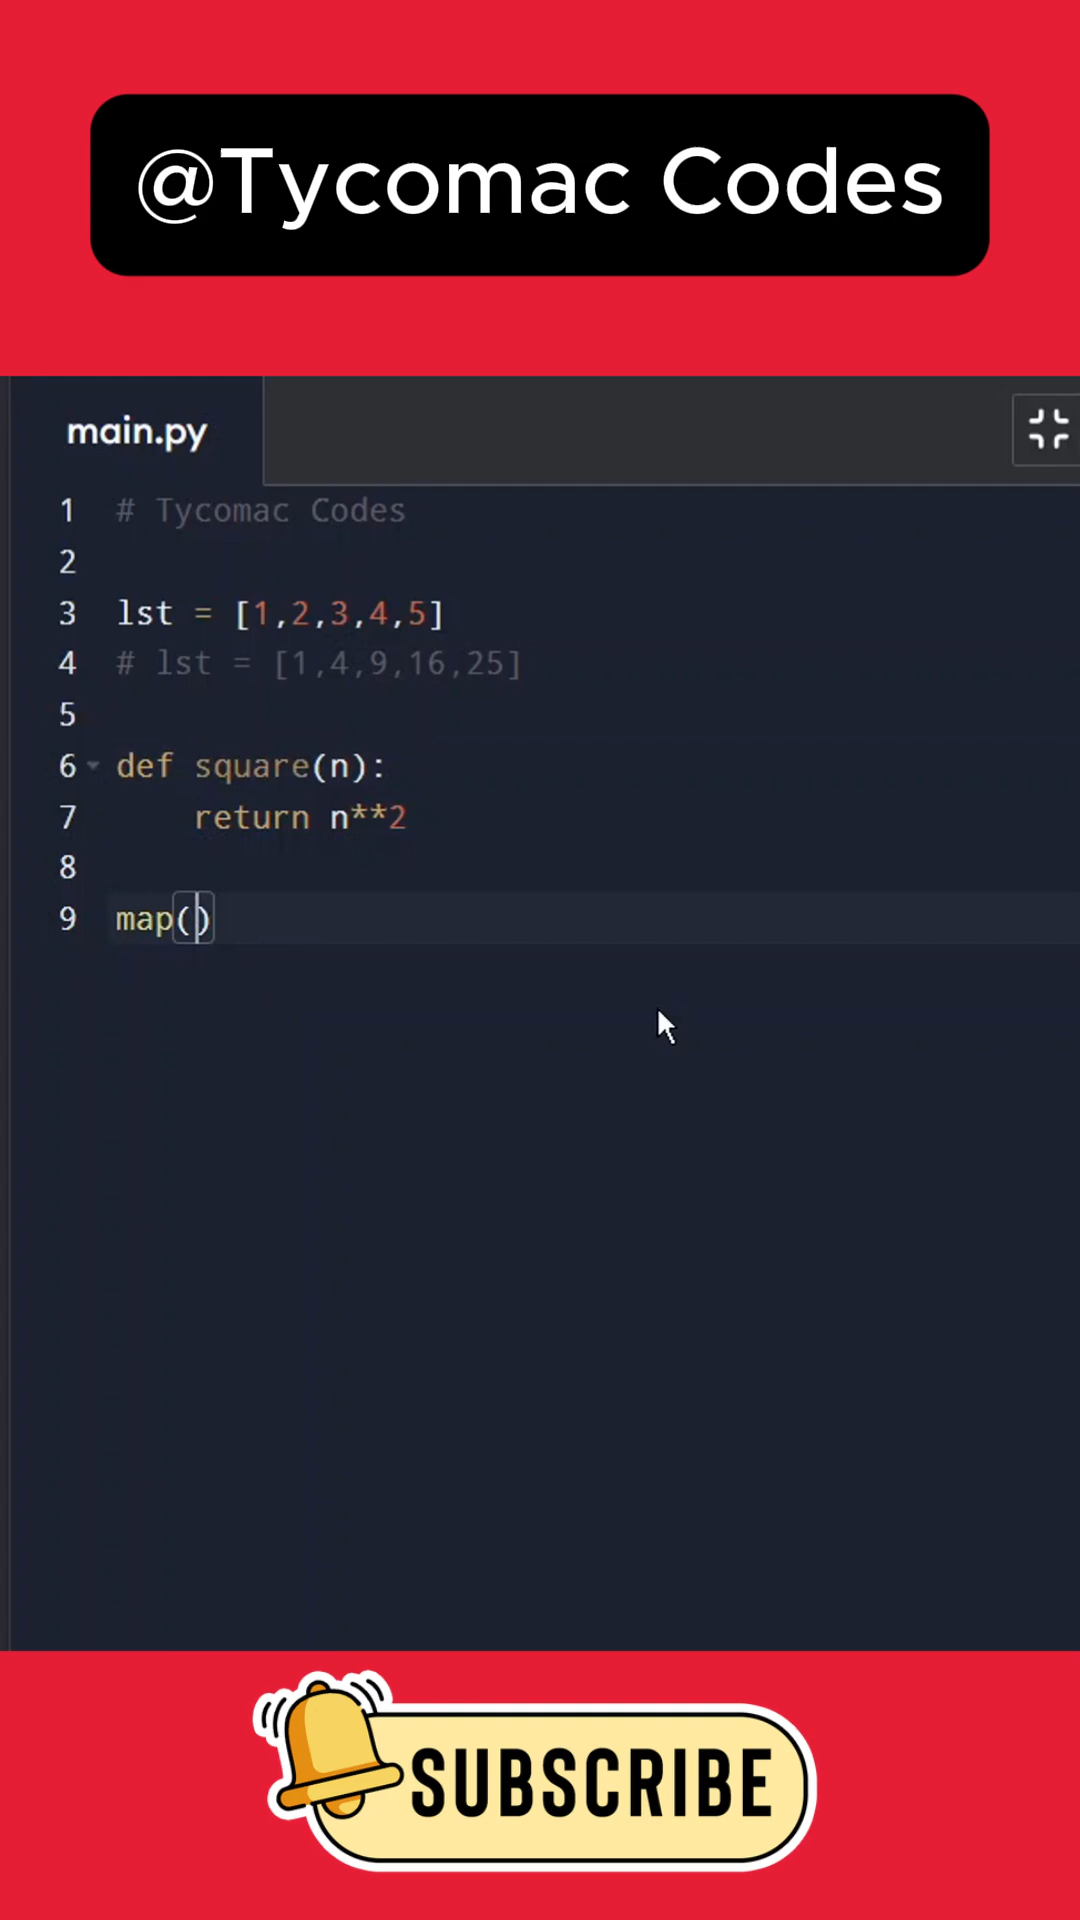 @Tycomac Codes
main.py
1 # Tycomac Codes
2
3 lst = [1,2,3,4,5]
4 # lst = [1,4,9,16,25]
5
6 def square(n):
7     return n**2
8
9 map()
SUBSCRIBE